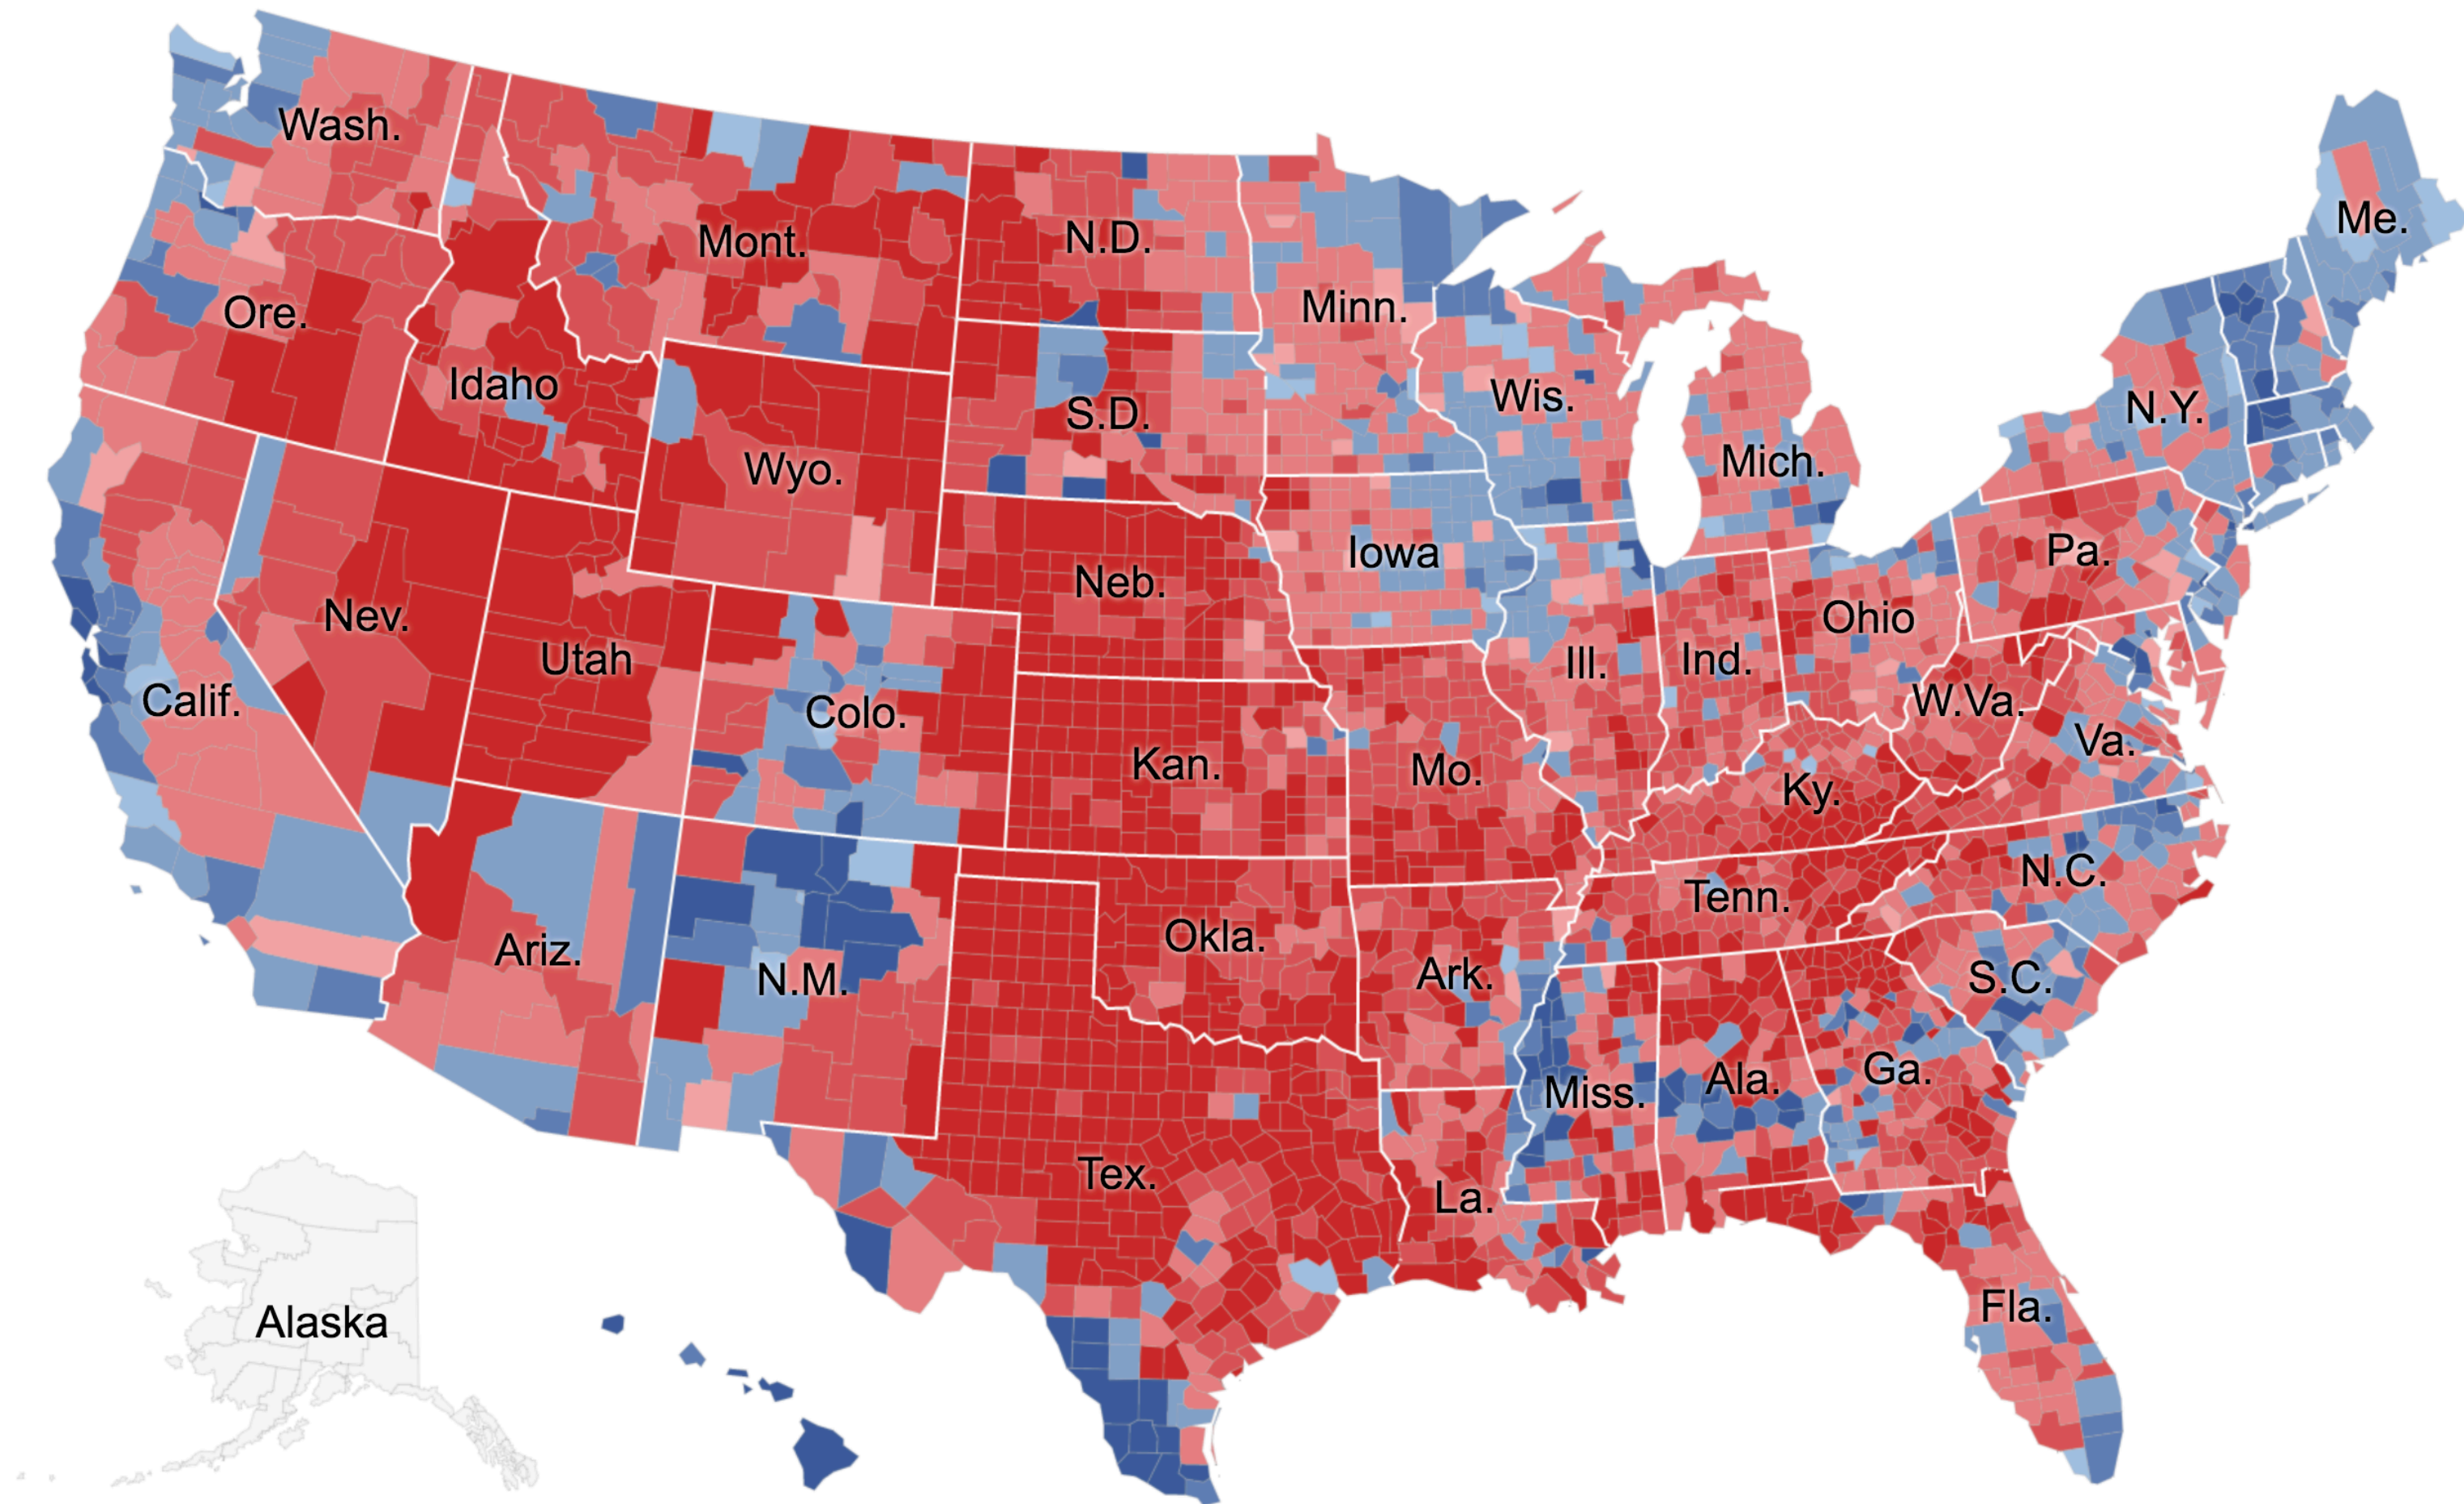 Wash.
Me.
Mont.
N.D.
Minn.
Ore.
Idaho
Wis.
N.Y.
S.D.
Mich.
Wyo.
Iowa
Pa.
Neb.
Nev.
Ohio
Utah
Ill.
Ind.
Calif.
Colo.
W.Va.
Va.
Kan.
Mo.
Ky.
N.C.
Tenn.
Okla.
Ariz.
N.M.
Ark.
S.C.
Miss.
Ala.
Ga.
Tex.
La.
Fla.
Alaska